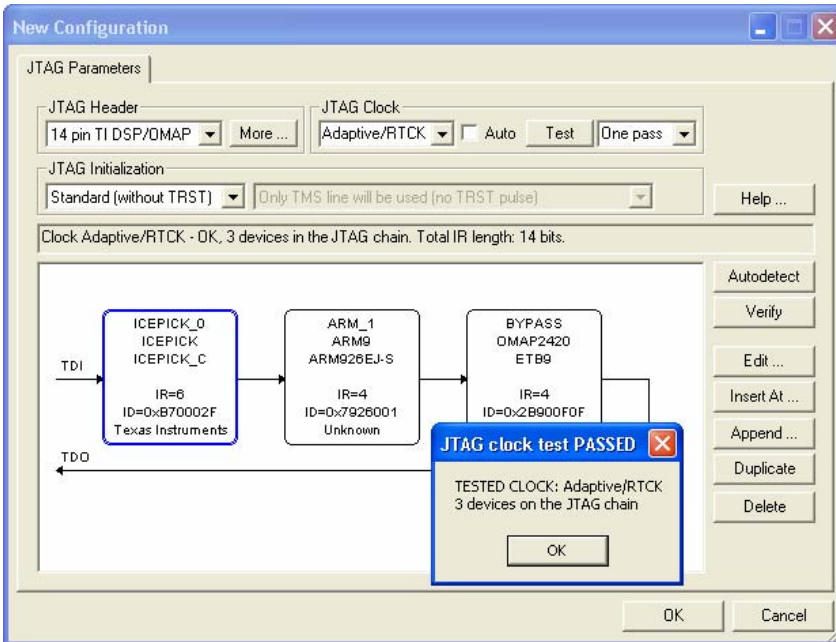 New Configuration
JTAG Parameters
JTAG Header
14 pin TI DSP/OMAP
More ...
JTAG Clock
Adaptive/RTCK
Auto
Test
One pass
JTAG Initialization
Standard (without TRST)
Only TMS line will be used (no TRST pulse)
Help ...
Clock Adaptive/RTCK - OK, 3 devices in the JTAG chain. Total IR length: 14 bits.
TDI
ICEPICK_0
ICEPICK
ICEPICK_C
IR=6
ID=0xB70002F
Texas Instruments
ARM_1
ARM9
ARM926EJ-S
IR=4
ID=0x7926001
Unknown
BYPASS
OMAP2420
ETB9
IR=4
ID=0x2B900F0F
TDO
Autodetect
Verify
Edit ...
Insert At ...
Append ...
Duplicate
Delete
JTAG clock test PASSED
TESTED CLOCK: Adaptive/RTCK
3 devices on the JTAG chain
OK
OK
Cancel